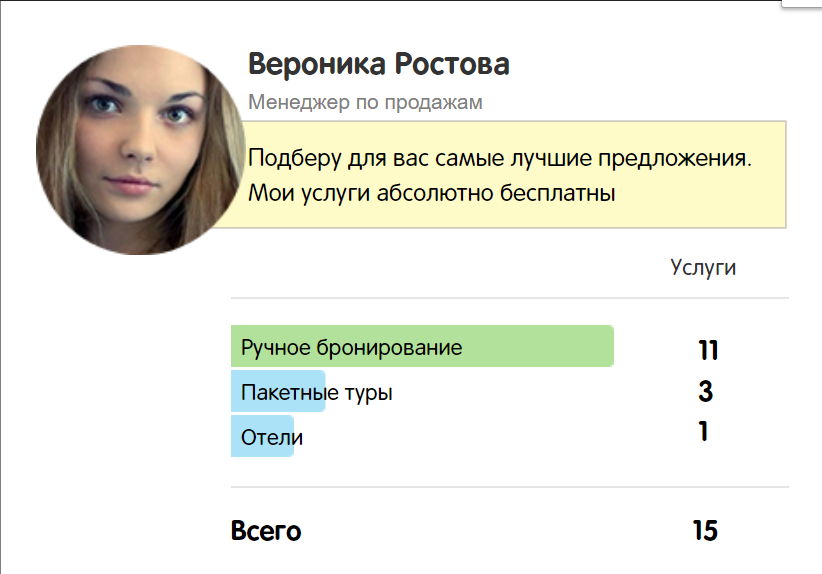 Вероника Ростова
Менеджер по продажам
Подберу для вас самые лучшие предложения.
Мои услуги абсолютно бесплатны
Услуги
Ручное бронирование 11
Пакетные туры 3
Отели 1
Всего 15